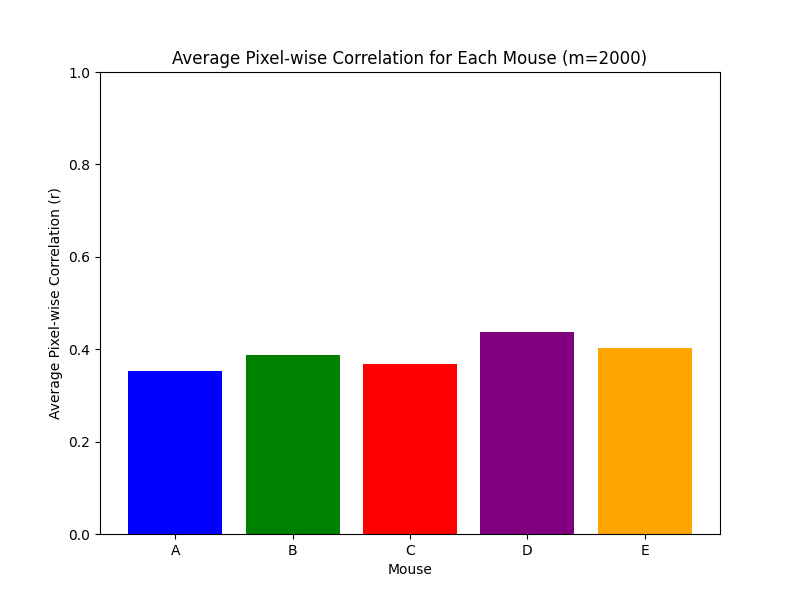 Average Pixel-wise Correlation for Each Mouse (m=2000)
Average Pixel-wise Correlation (r)
1.0
0.8
0.6
0.4
0.2
0.0
A B C D E
Mouse